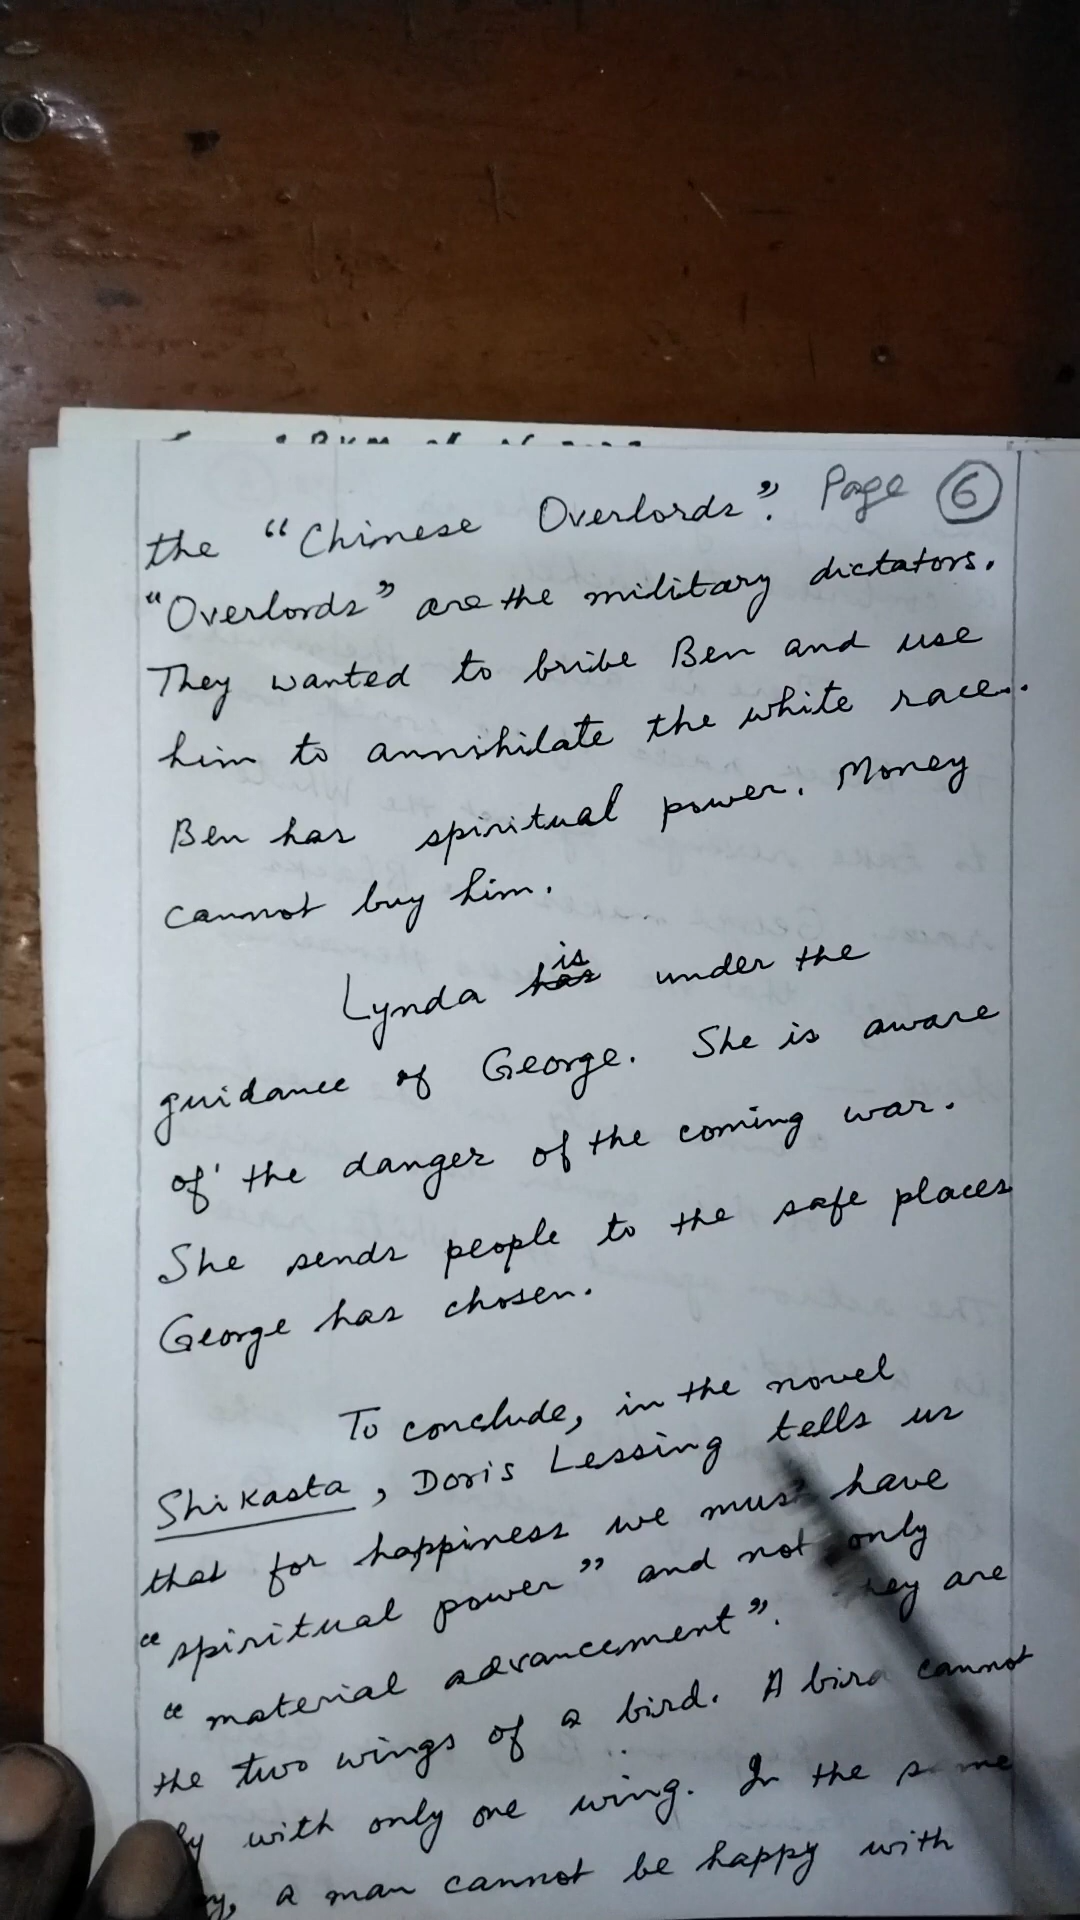 the "Chinese Overlords". Page 6
"Overlords" are the military dictators.
They wanted to bribe Ben and use
him to annihilate the white race.
Ben has spiritual power. Money
cannot buy him.
Lynda has is under the
guidance of George. She is aware
of the danger of the coming war.
She sends people to the safe places
George has chosen.
To conclude, in the novel
Shikasta, Doris Lessing tells us
that for happiness we must have
"spiritual power" and not only
"material advancement". are
the two wings of a bird. A bird cannot
with only one wing. In the
a man cannot be happy with